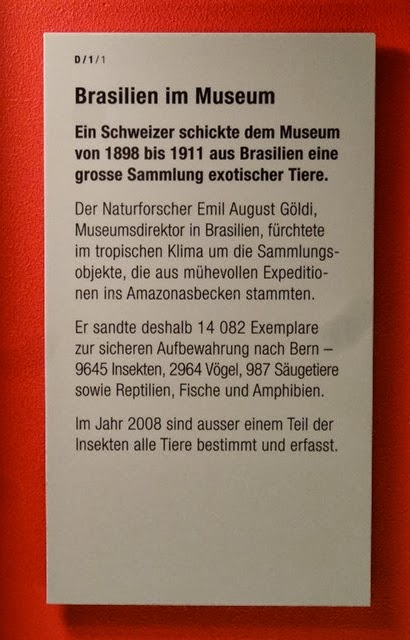 D/1/1
Brasilien im Museum
Ein Schweizer schickte dem Museum
von 1898 bis 1911 aus Brasilien eine
grosse Sammlung exotischer Tiere.
Der Naturforscher Emil August Göldi,
Museumsdirektor in Brasilien, fürchtete
im tropischen Klima um die Sammlungs-
objekte, die aus mühevollen Expeditio-
nen ins Amazonasbecken stammten.
Er sandte deshalb 14 082 Exemplare
zur sicheren Aufbewahrung nach Bern –
9645 Insekten, 2964 Vögel, 987 Säugetiere
sowie Reptilien, Fische und Amphibien.
Im Jahr 2008 sind ausser einem Teil der
Insekten alle Tiere bestimmt und erfasst.